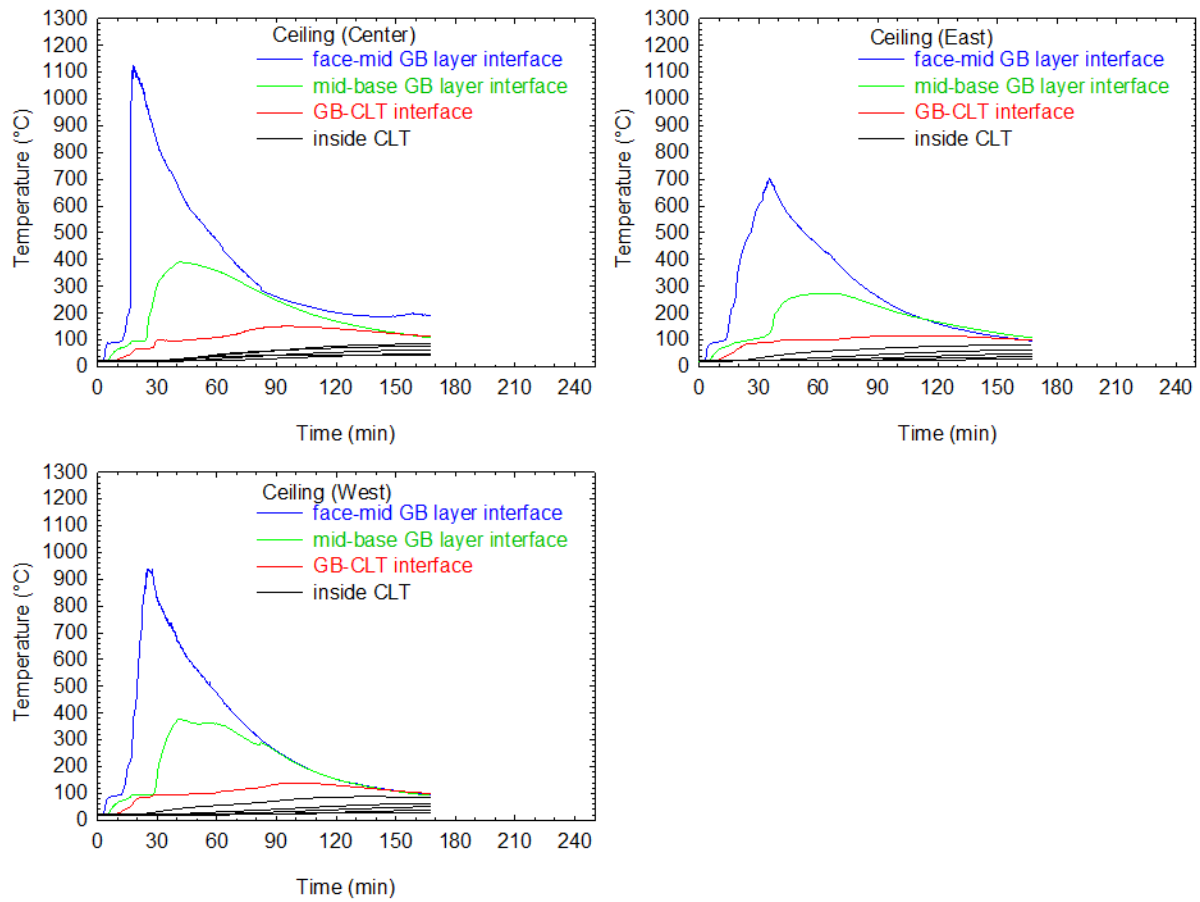 1300
1200
1100
1000
900
800
700
600
500
400
300
200
100
0
Temperature (°C)
Ceiling (Center)
face-mid GB layer interface
mid-base GB layer interface
GB-CLT interface
inside CLT
0 30 60 90 120 150 180 210 240
Time (min)
1300
1200
1100
1000
900
800
700
600
500
400
300
200
100
0
Temperature (°C)
Ceiling (East)
face-mid GB layer interface
mid-base GB layer interface
GB-CLT interface
inside CLT
0 30 60 90 120 150 180 210 240
Time (min)
1300
1200
1100
1000
900
800
700
600
500
400
300
200
100
0
Temperature (°C)
Ceiling (West)
face-mid GB layer interface
mid-base GB layer interface
GB-CLT interface
inside CLT
0 30 60 90 120 150 180 210 240
Time (min)